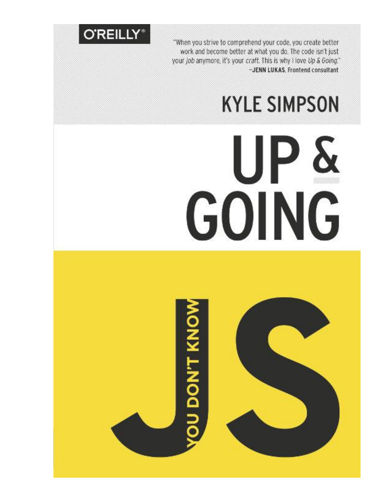 O'REILLY®
"When you strive to comprehend your code, you create better
work and become better at what you do. The code isn't just
your job anymore, it's your craft. This is why I love Up & Going."
–JENN LUKAS, Frontend consultant
KYLE SIMPSON
UP &
GOING
YOU DON'T KNOW
JS